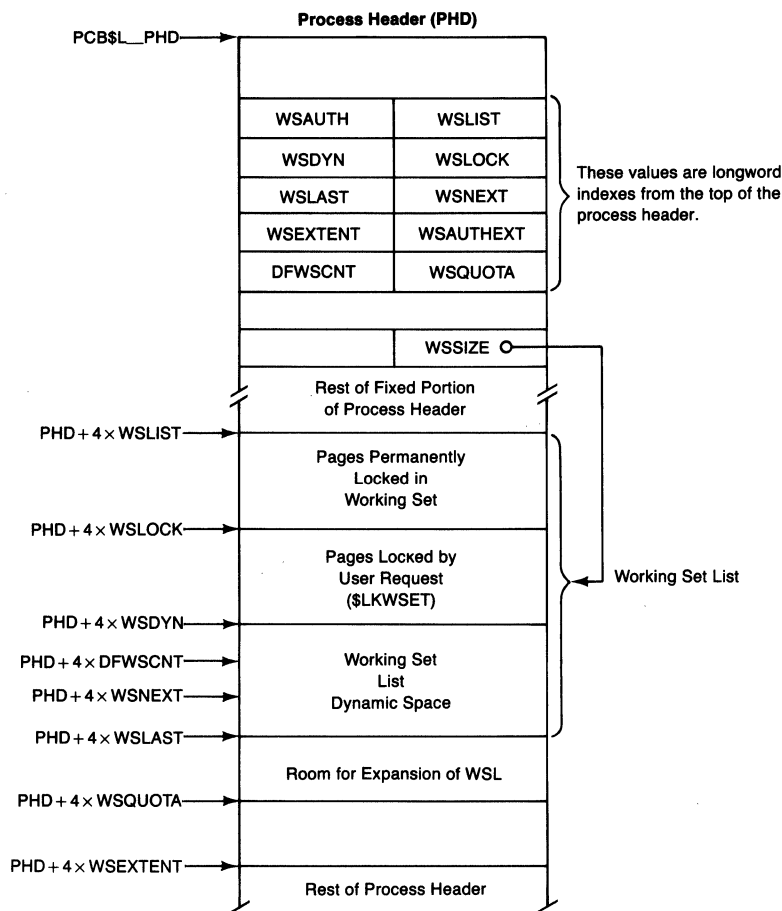 Process Header (PHD)
PCB$L__PHD
WSAUTH WSLIST
WSDYN WSLOCK
WSLAST WSNEXT
WSEXTENT WSAUTHEXT
DFWSCNT WSQUOTA
These values are longword
indexes from the top of the
process header.
WSSIZE
Rest of Fixed Portion
of Process Header
PHD + 4 × WSLIST
Pages Permanently
Locked in
Working Set
PHD + 4 × WSLOCK
Pages Locked by
User Request
($LKWSET)
Working Set List
PHD + 4 × WSDYN
PHD + 4 × DFWSCNT
PHD + 4 × WSNEXT
Working Set
List
Dynamic Space
PHD + 4 × WSLAST
Room for Expansion of WSL
PHD + 4 × WSQUOTA
PHD + 4 × WSEXTENT
Rest of Process Header